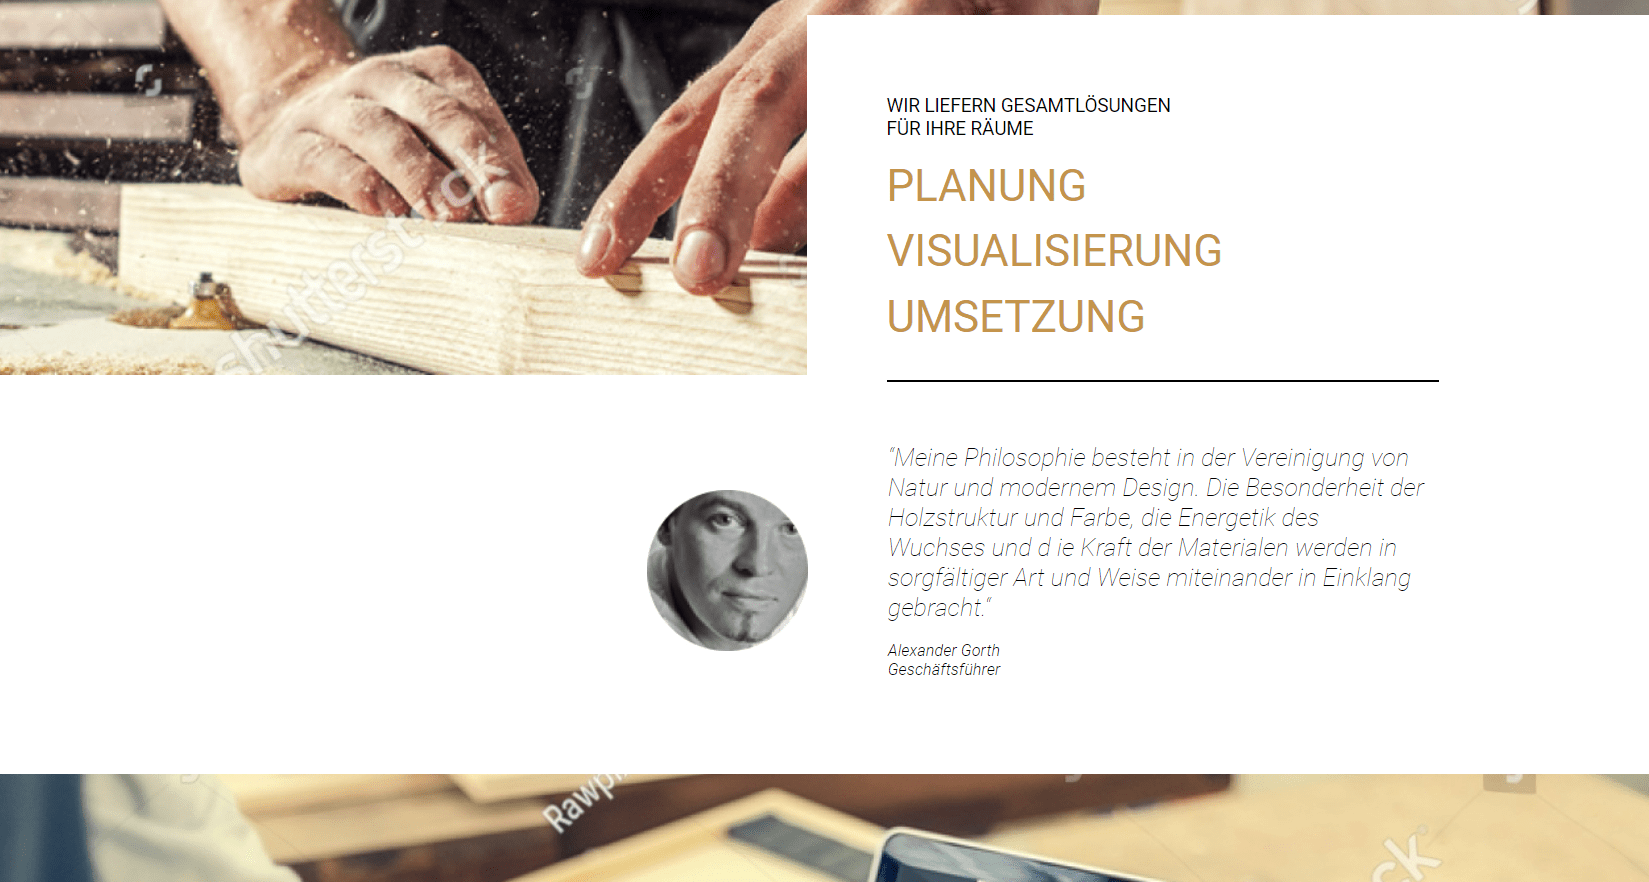 shutterstock
WIR LIEFERN GESAMTLÖSUNGEN
FÜR IHRE RÄUME
PLANUNG
VISUALISIERUNG
UMSETZUNG
“Meine Philosophie besteht in der Vereinigung von
Natur und modernem Design. Die Besonderheit der
Holzstruktur und Farbe, die Energetik des
Wuchses und d ie Kraft der Materialen werden in
sorgfältiger Art und Weise miteinander in Einklang
gebracht.“
Alexander Gorth
Geschäftsführer